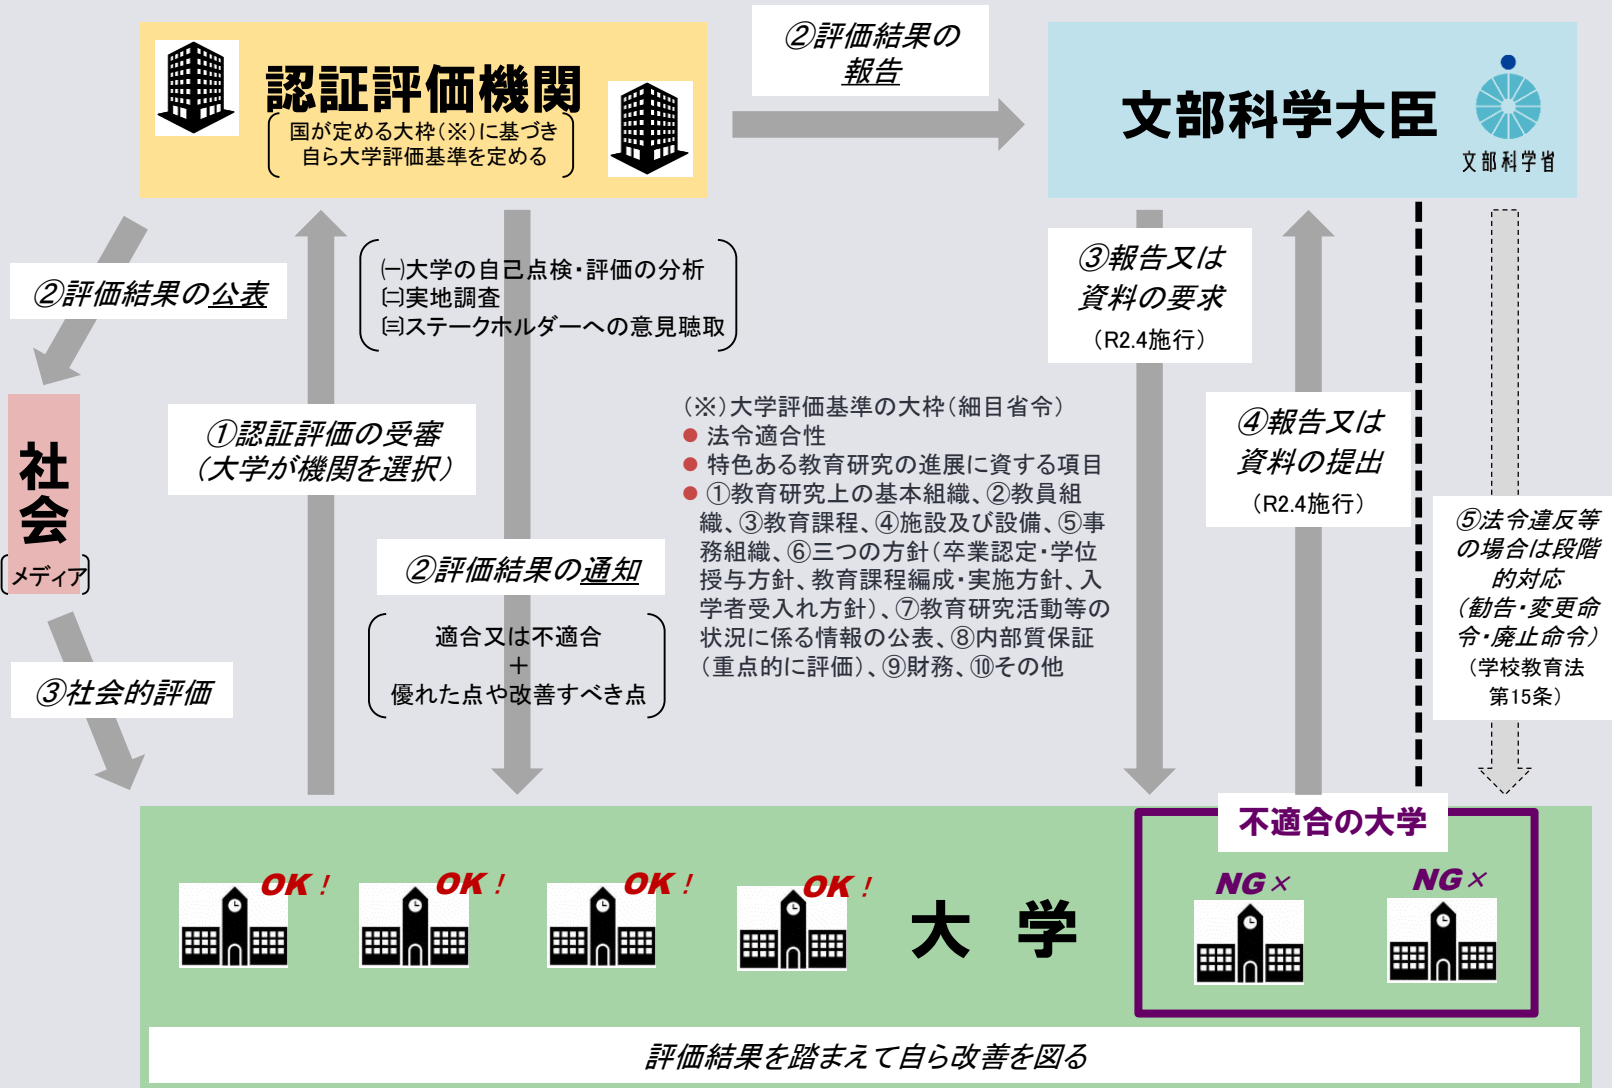 認証評価機関
国が定める大枠(※)に基づき
自ら大学評価基準を定める
②評価結果の
報告
文部科学大臣
文部科学省
②評価結果の公表
㈠大学の自己点検・評価の分析
㈡実地調査
㈢ステークホルダーへの意見聴取
③報告又は
資料の要求
(R2.4施行)
社会
メディア
①認証評価の受審
(大学が機関を選択)
②評価結果の通知
適合又は不適合
+
優れた点や改善すべき点
(※)大学評価基準の大枠(細目省令)
● 法令適合性
● 特色ある教育研究の進展に資する項目
● ①教育研究上の基本組織、②教員組
織、③教育課程、④施設及び設備、⑤事
務組織、⑥三つの方針(卒業認定・学位
授与方針、教育課程編成・実施方針、入
学者受入れ方針)、⑦教育研究活動等の
状況に係る情報の公表、⑧内部質保証
(重点的に評価)、⑨財務、⑩その他
④報告又は
資料の提出
(R2.4施行)
⑤法令違反等
の場合は段階
的対応
(勧告・変更命
令・廃止命令)
(学校教育法
第15条)
③社会的評価
不適合の大学
OK!
OK!
OK!
OK!
大 学
NG×
NG×
評価結果を踏まえて自ら改善を図る